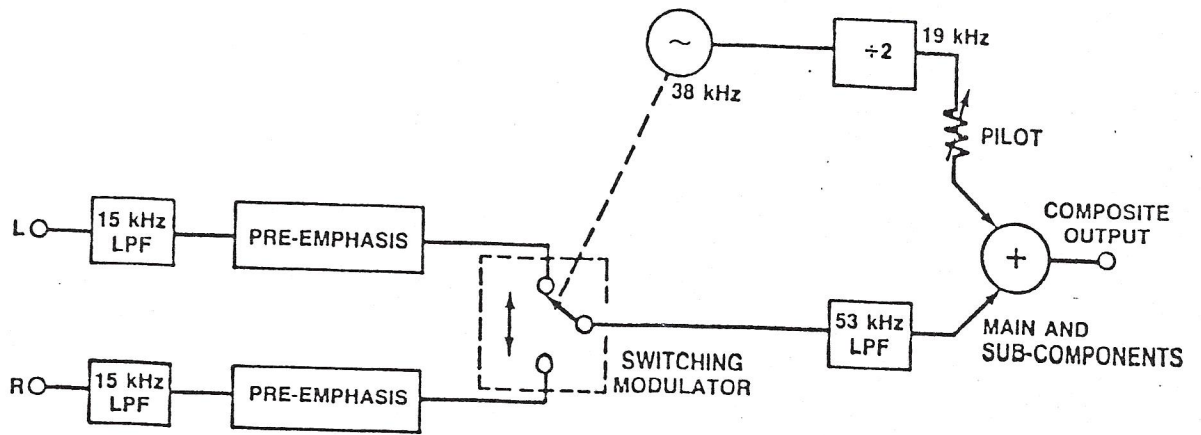 ÷2
19 kHz
~
38 kHz
PILOT
L
15 kHz
LPF
PRE-EMPHASIS
COMPOSITE
OUTPUT
+
53 kHz
LPF
MAIN AND
SUB-COMPONENTS
SWITCHING
MODULATOR
R
15 kHz
LPF
PRE-EMPHASIS